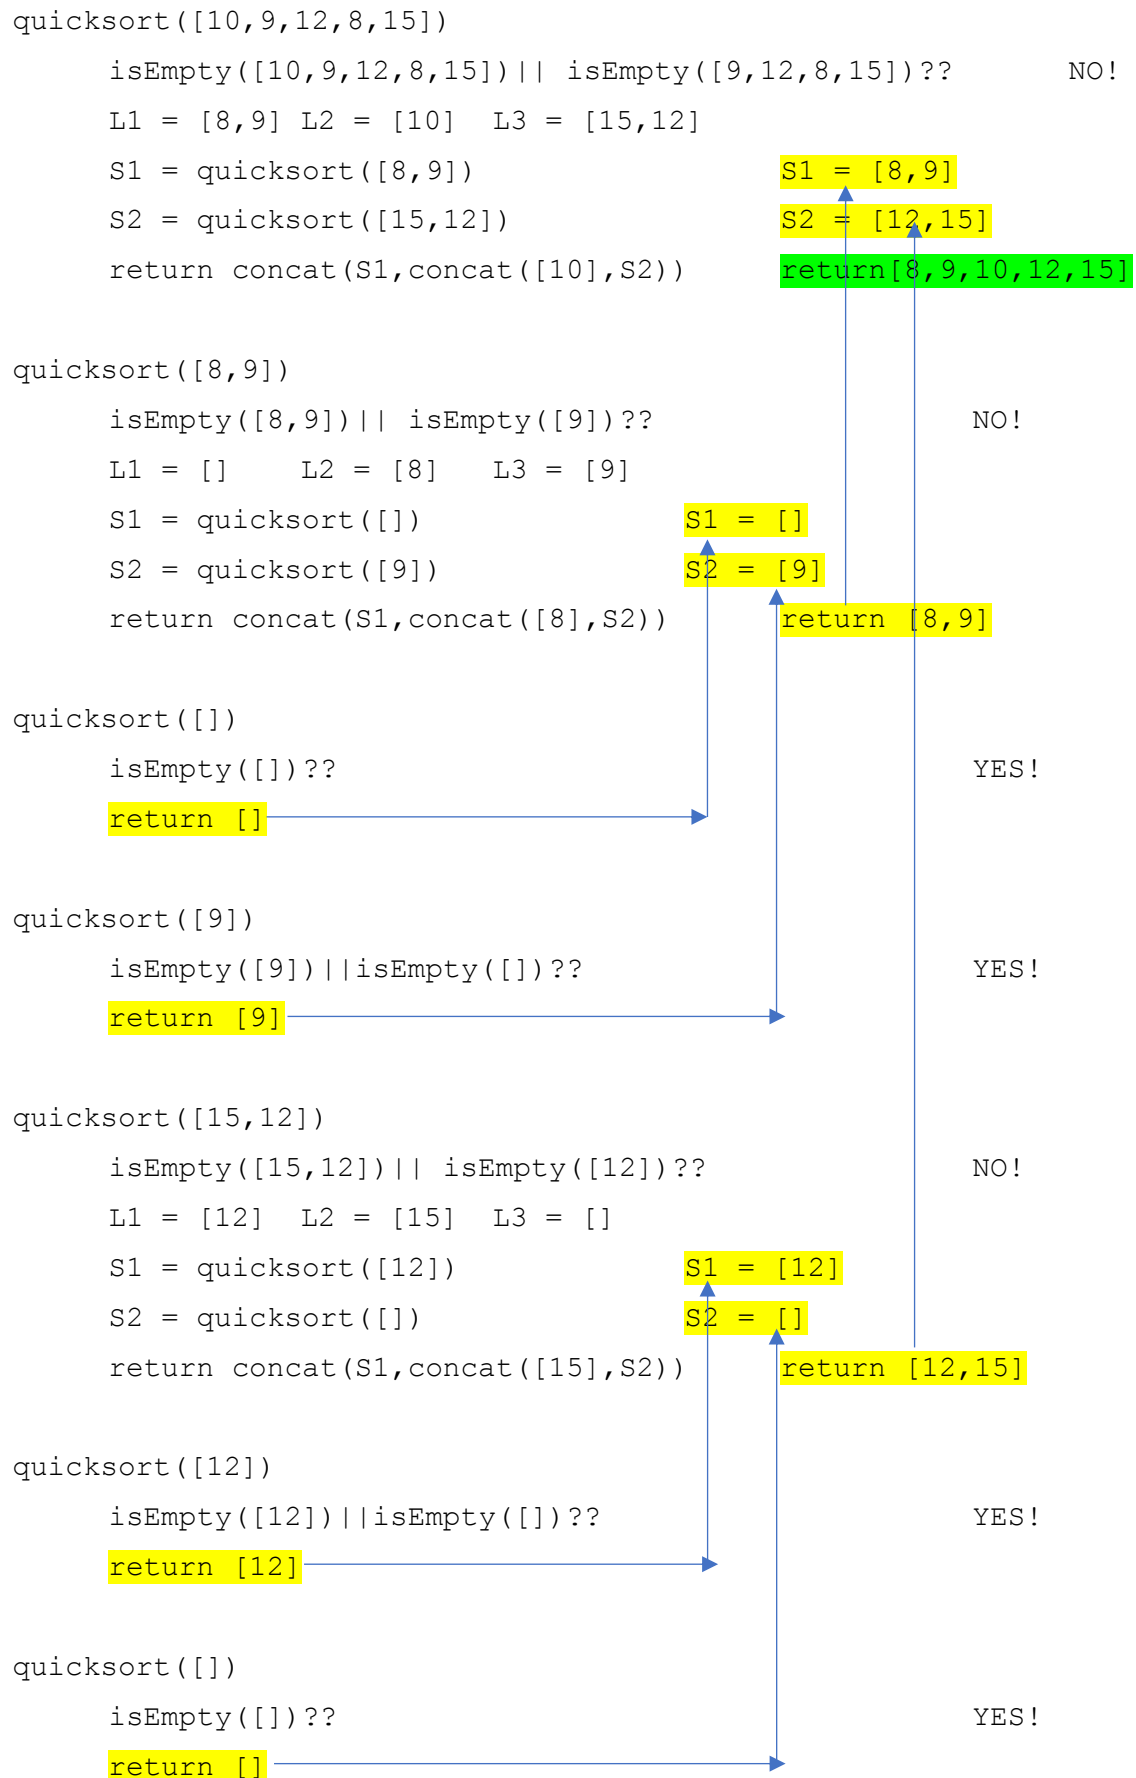 quicksort([10,9,12,8,15])
isEmpty([10,9,12,8,15])|| isEmpty([9,12,8,15])?? NO!
L1 = [8,9] L2 = [10] L3 = [15,12]
S1 = quicksort([8,9]) S1 = [8,9]
S2 = quicksort([15,12]) S2 = [12,15]
return concat(S1,concat([10],S2)) return[8,9,10,12,15]
quicksort([8,9])
isEmpty([8,9])|| isEmpty([9])?? NO!
L1 = [] L2 = [8] L3 = [9]
S1 = quicksort([]) S1 = []
S2 = quicksort([9]) S2 = [9]
return concat(S1,concat([8],S2)) return [8,9]
quicksort([])
isEmpty([])?? YES!
return []
quicksort([9])
isEmpty([9])||isEmpty([])?? YES!
return [9]
quicksort([15,12])
isEmpty([15,12])|| isEmpty([12])?? NO!
L1 = [12] L2 = [15] L3 = []
S1 = quicksort([12]) S1 = [12]
S2 = quicksort([]) S2 = []
return concat(S1,concat([15],S2)) return [12,15]
quicksort([12])
isEmpty([12])||isEmpty([])?? YES!
return [12]
quicksort([])
isEmpty([])?? YES!
return []